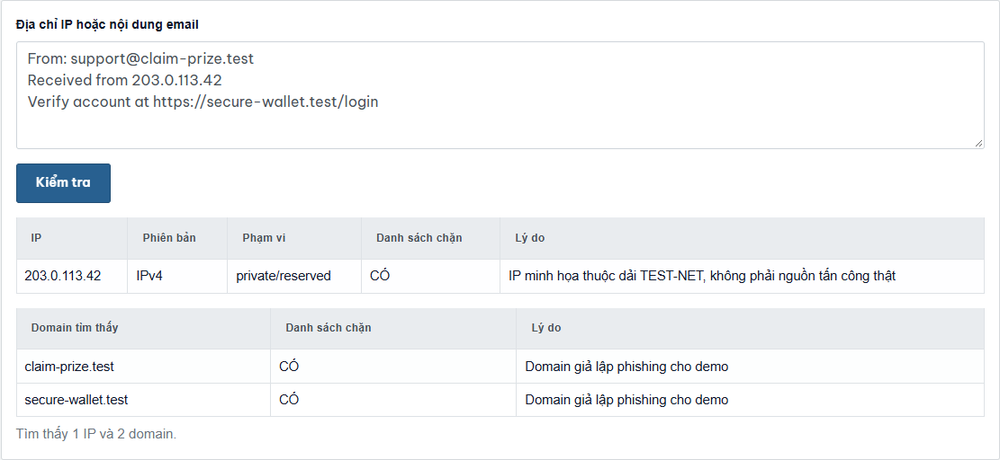 Địa chỉ IP hoặc nội dung email
From: support@claim-prize.test
Received from 203.0.113.42
Verify account at https://secure-wallet.test/login
Kiểm tra
IP Phiên bản Phạm vi Danh sách chặn Lý do
203.0.113.42 IPv4 private/reserved CÓ IP minh họa thuộc dải TEST-NET, không phải nguồn tấn công thật
Domain tìm thấy Danh sách chặn Lý do
claim-prize.test CÓ Domain giả lập phishing cho demo
secure-wallet.test CÓ Domain giả lập phishing cho demo
Tìm thấy 1 IP và 2 domain.